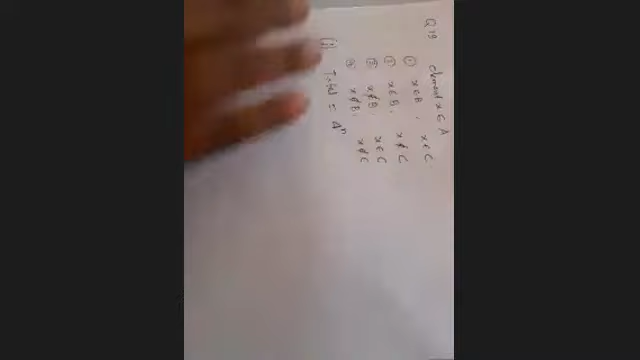 Q 19
element x ∈ A
① x ∈ B, x ∈ C.
② x ∈ B, x ∉ C
③ x ∉ B, x ∈ C
④ x ∉ B, x ∉ C
Total = 4ⁿ